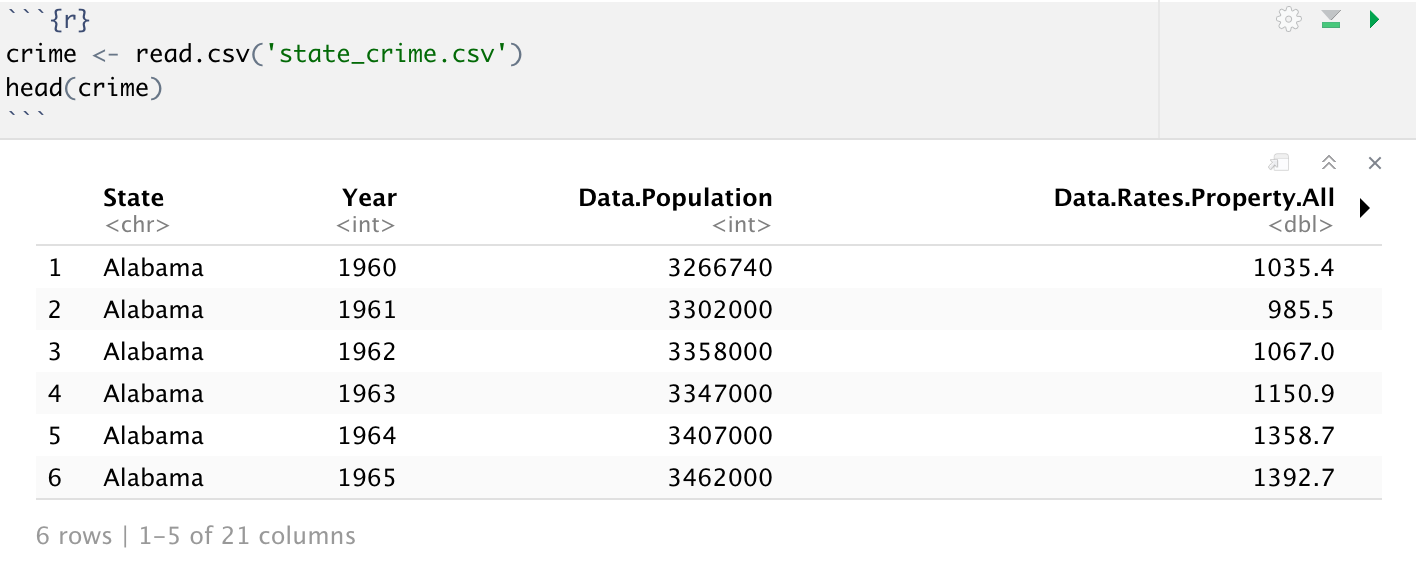 ```{r}
crime <- read.csv('state_crime.csv')
head(crime)
```
State Year Data.Population Data.Rates.Property.All
<chr> <int> <int> <dbl>
1 Alabama 1960 3266740 1035.4
2 Alabama 1961 3302000 985.5
3 Alabama 1962 3358000 1067.0
4 Alabama 1963 3347000 1150.9
5 Alabama 1964 3407000 1358.7
6 Alabama 1965 3462000 1392.7
6 rows | 1–5 of 21 columns